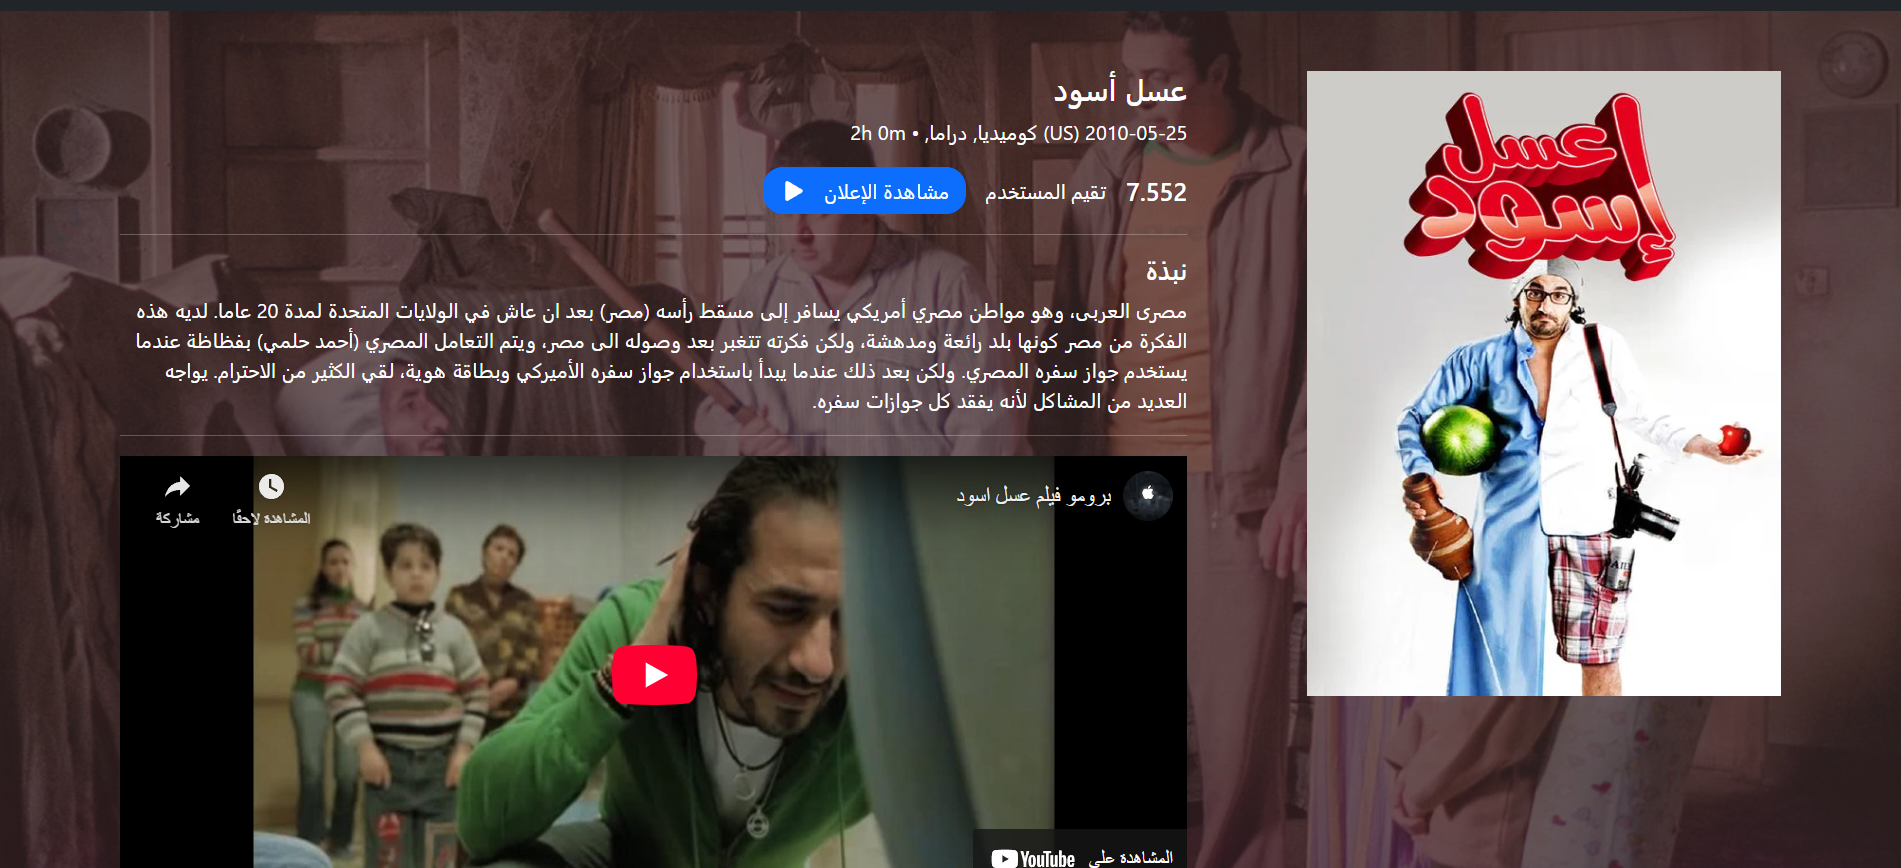 عسل أسود
2010-05-25 (US) كوميديا, دراما, • 2h 0m
7.552 تقيم المستخدم مشاهدة الإعلان
نبذة
مصرى العربى، وهو مواطن مصري أمريكي يسافر إلى مسقط رأسه (مصر) بعد ان عاش في الولايات المتحدة لمدة 20 عاما. لديه هذه
الفكرة من مصر كونها بلد رائعة ومدهشة، ولكن فكرته تتغبر بعد وصوله الى مصر، ويتم التعامل المصري (أحمد حلمي) بفظاظة عندما
يستخدم جواز سفره المصري. ولكن بعد ذلك عندما يبدأ باستخدام جواز سفره الأميركي وبطاقة هوية، لقي الكثير من الاحترام. يواجه
العديد من المشاكل لأنه يفقد كل جوازات سفره.
برومو فيلم عسل اسود
المشاهدة لاحقًا
مشاركة
المشاهدة على YouTube
عسل
إسود